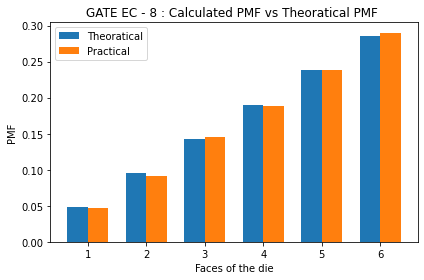 GATE EC - 8 : Calculated PMF vs Theoratical PMF
Theoratical
Practical
0.30
0.25
0.20
0.15
0.10
0.05
0.00
PMF
1 2 3 4 5 6
Faces of the die